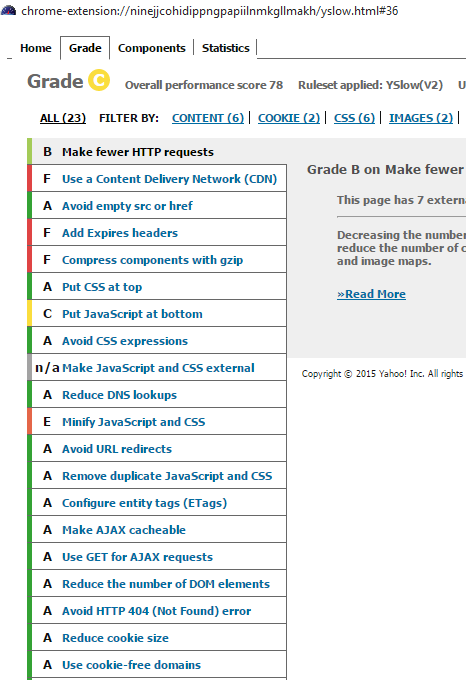 chrome-extension://ninejjcohidippngpapiilnmkgllmakh/yslow.html#36
Home Grade Components Statistics
Grade C Overall performance score 78 Ruleset applied: YSlow(V2) U
ALL (23) FILTER BY: CONTENT (6) | COOKIE (2) | CSS (6) | IMAGES (2) |
B Make fewer HTTP requests
F Use a Content Delivery Network (CDN)
A Avoid empty src or href
F Add Expires headers
F Compress components with gzip
A Put CSS at top
C Put JavaScript at bottom
A Avoid CSS expressions
n/a Make JavaScript and CSS external
A Reduce DNS lookups
E Minify JavaScript and CSS
A Avoid URL redirects
A Remove duplicate JavaScript and CSS
A Configure entity tags (ETags)
A Make AJAX cacheable
A Use GET for AJAX requests
A Reduce the number of DOM elements
A Avoid HTTP 404 (Not Found) error
A Reduce cookie size
A Use cookie-free domains
Grade B on Make fewer
This page has 7 externa
Decreasing the number
reduce the number of c
and image maps.
»Read More
Copyright © 2015 Yahoo! Inc. All rights